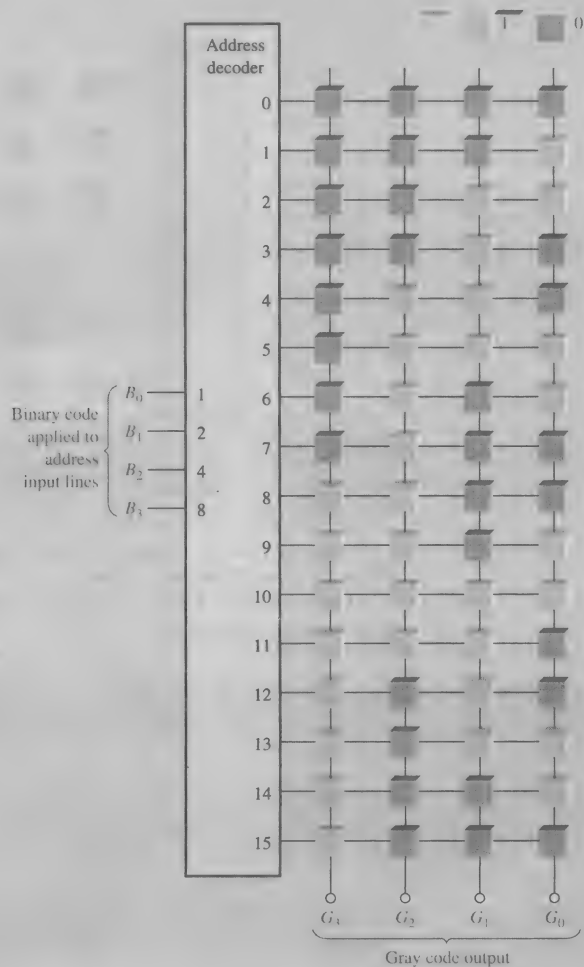 1 0
Address
decoder
0
1
2
3
4
5
6
7
8
9
10
11
12
13
14
15
Binary code
applied to
address
input lines
B₀ 1
B₁ 2
B₂ 4
B₃ 8
G₃ G₂ G₁ G₀
Gray code output